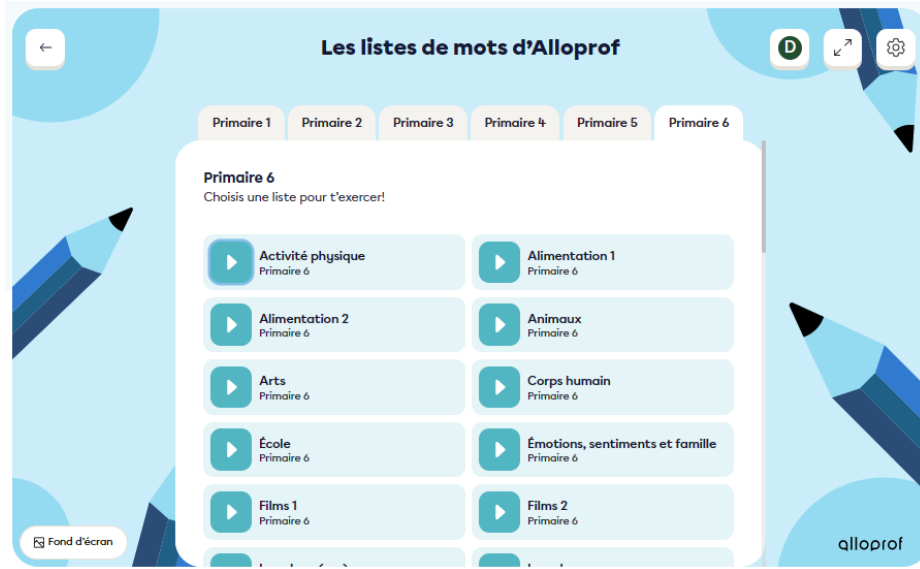 Les listes de mots d'Alloprof
D
Primaire 1
Primaire 2
Primaire 3
Primaire 4
Primaire 5
Primaire 6
Primaire 6
Choisis une liste pour t'exercer!
Activité physique
Primaire 6
Alimentation 1
Primaire 6
Alimentation 2
Primaire 6
Animaux
Primaire 6
Arts
Primaire 6
Corps humain
Primaire 6
École
Primaire 6
Émotions, sentiments et famille
Primaire 6
Films 1
Primaire 6
Films 2
Primaire 6
Fond d'écran
alloprof